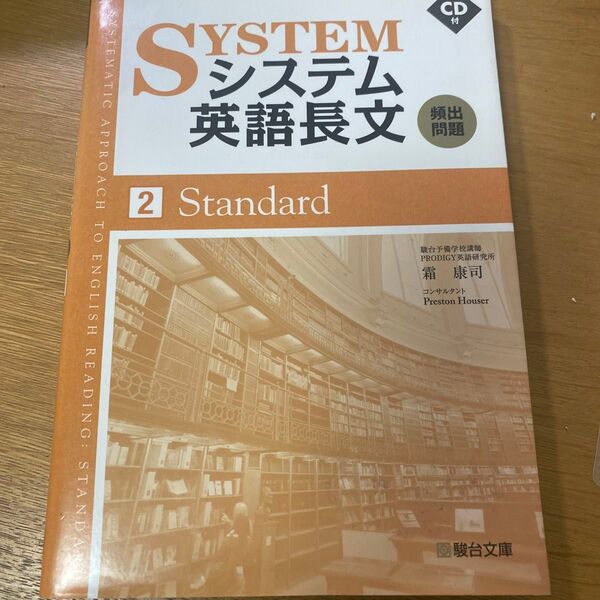 CD
付
SYSTEM
システム
英語長文
頻出
問題
2 Standard
駿台予備学校講師
PRODIGY英語研究所
霜 康司
コンサルタント
Preston Houser
駿台文庫
SYSTEMATIC APPROACH TO ENGLISH READING: STANDARD